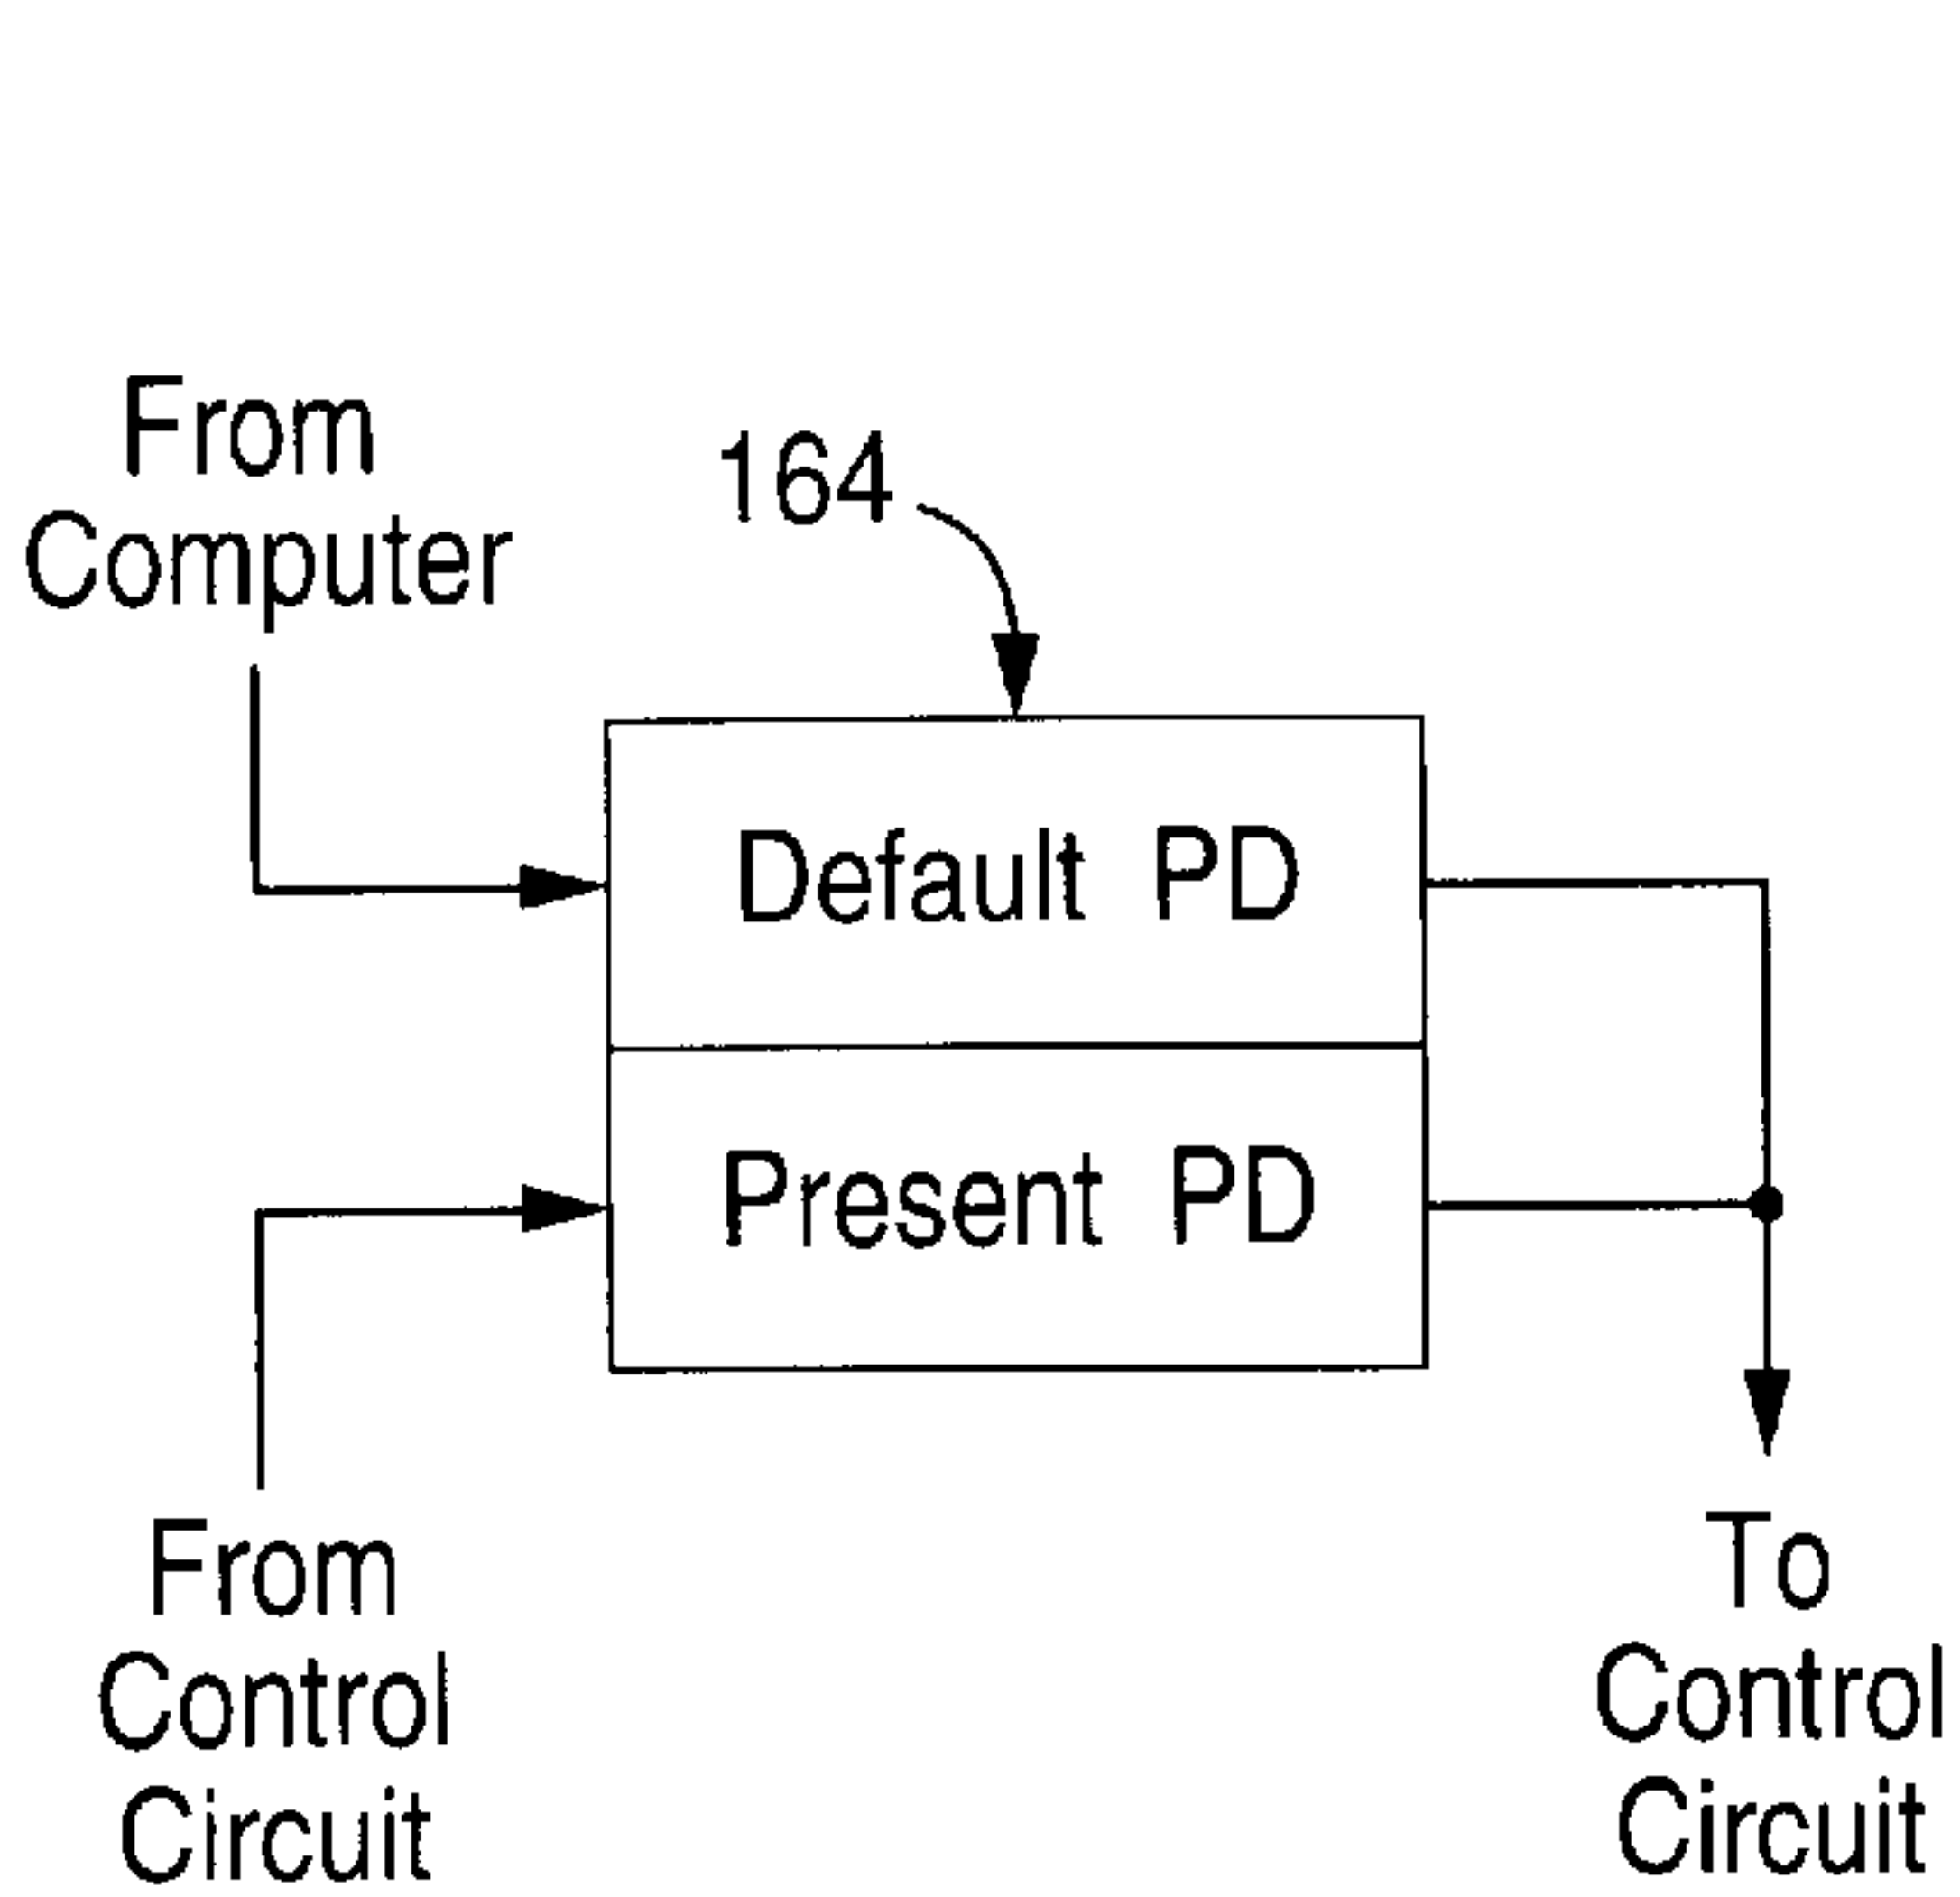 From
Computer
164
Default PD
Present PD
From
Control
Circuit
To
Control
Circuit